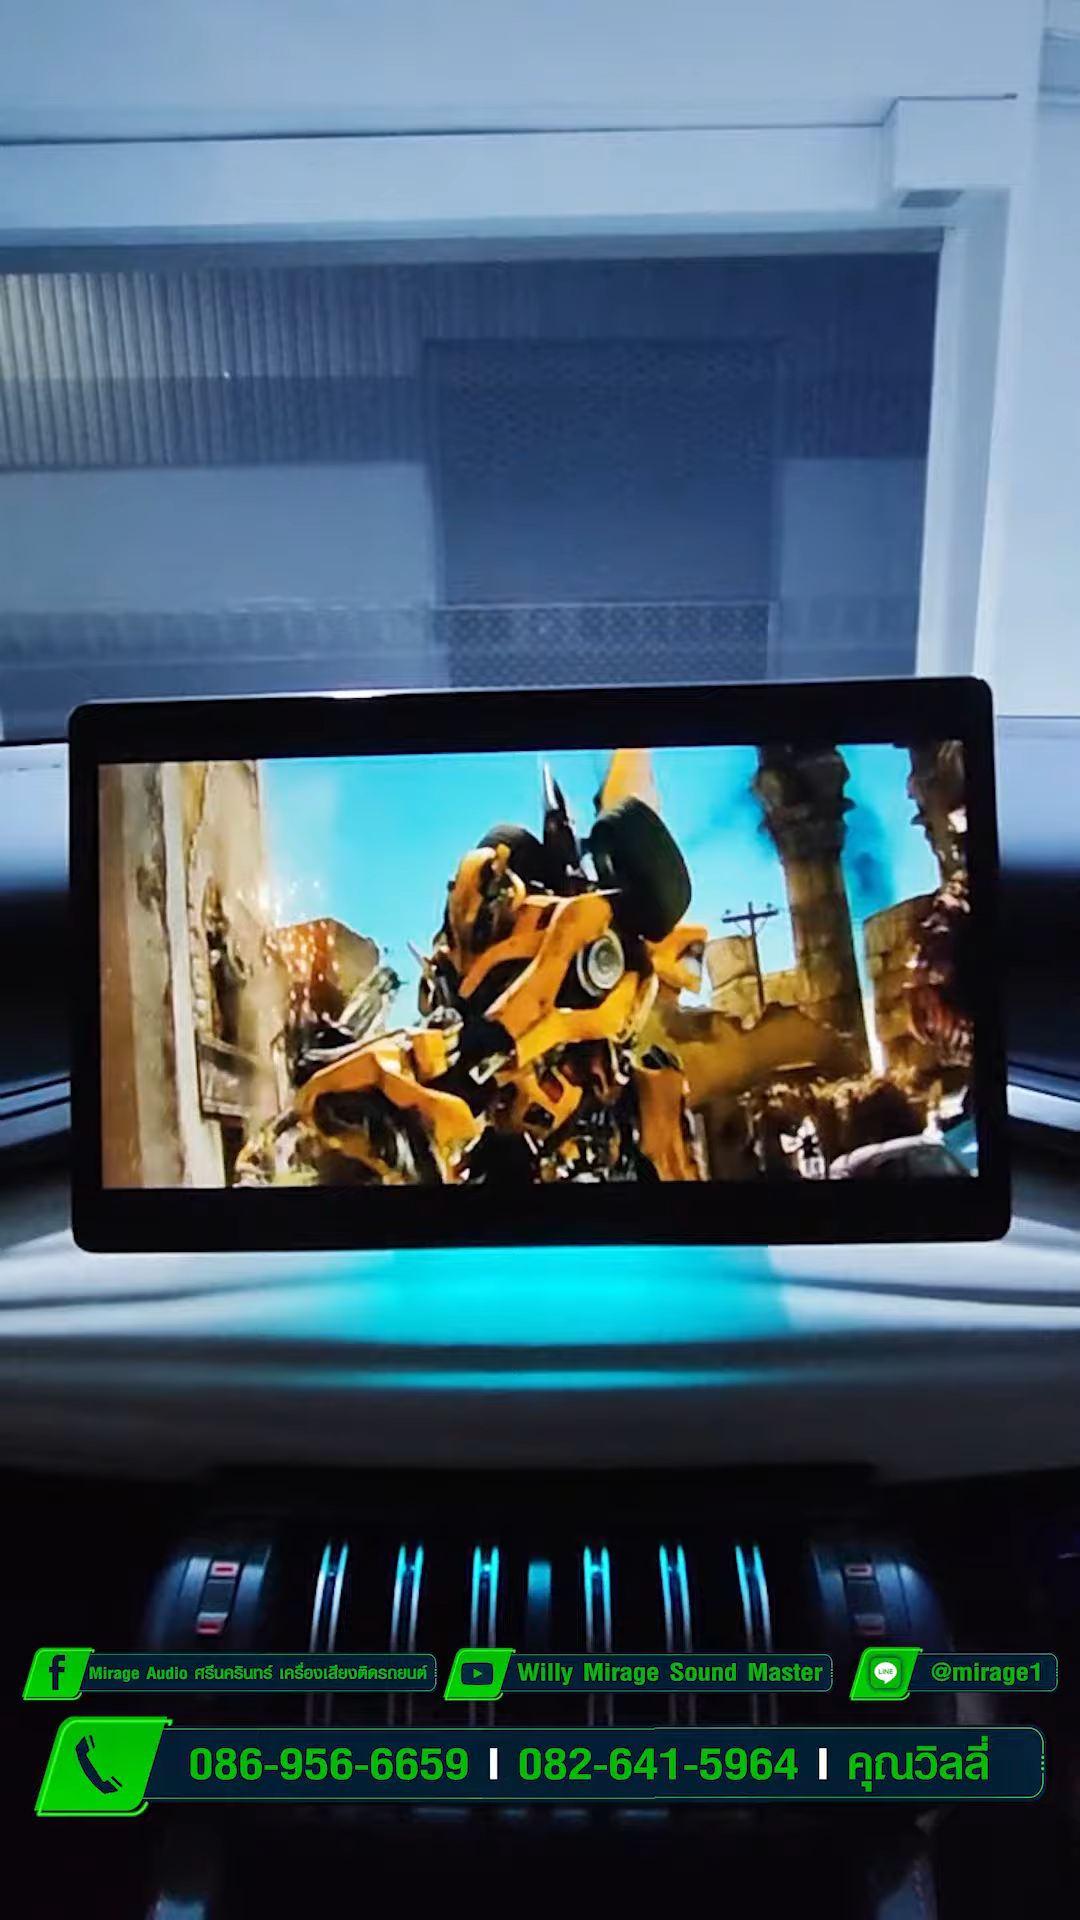 Mirage Audio ศรีนครินทร์ เครื่องเสียงติดรถยนต์
Willy Mirage Sound Master
LINE @mirage1
086-956-6659 | 082-641-5964 | คุณวิลลี่